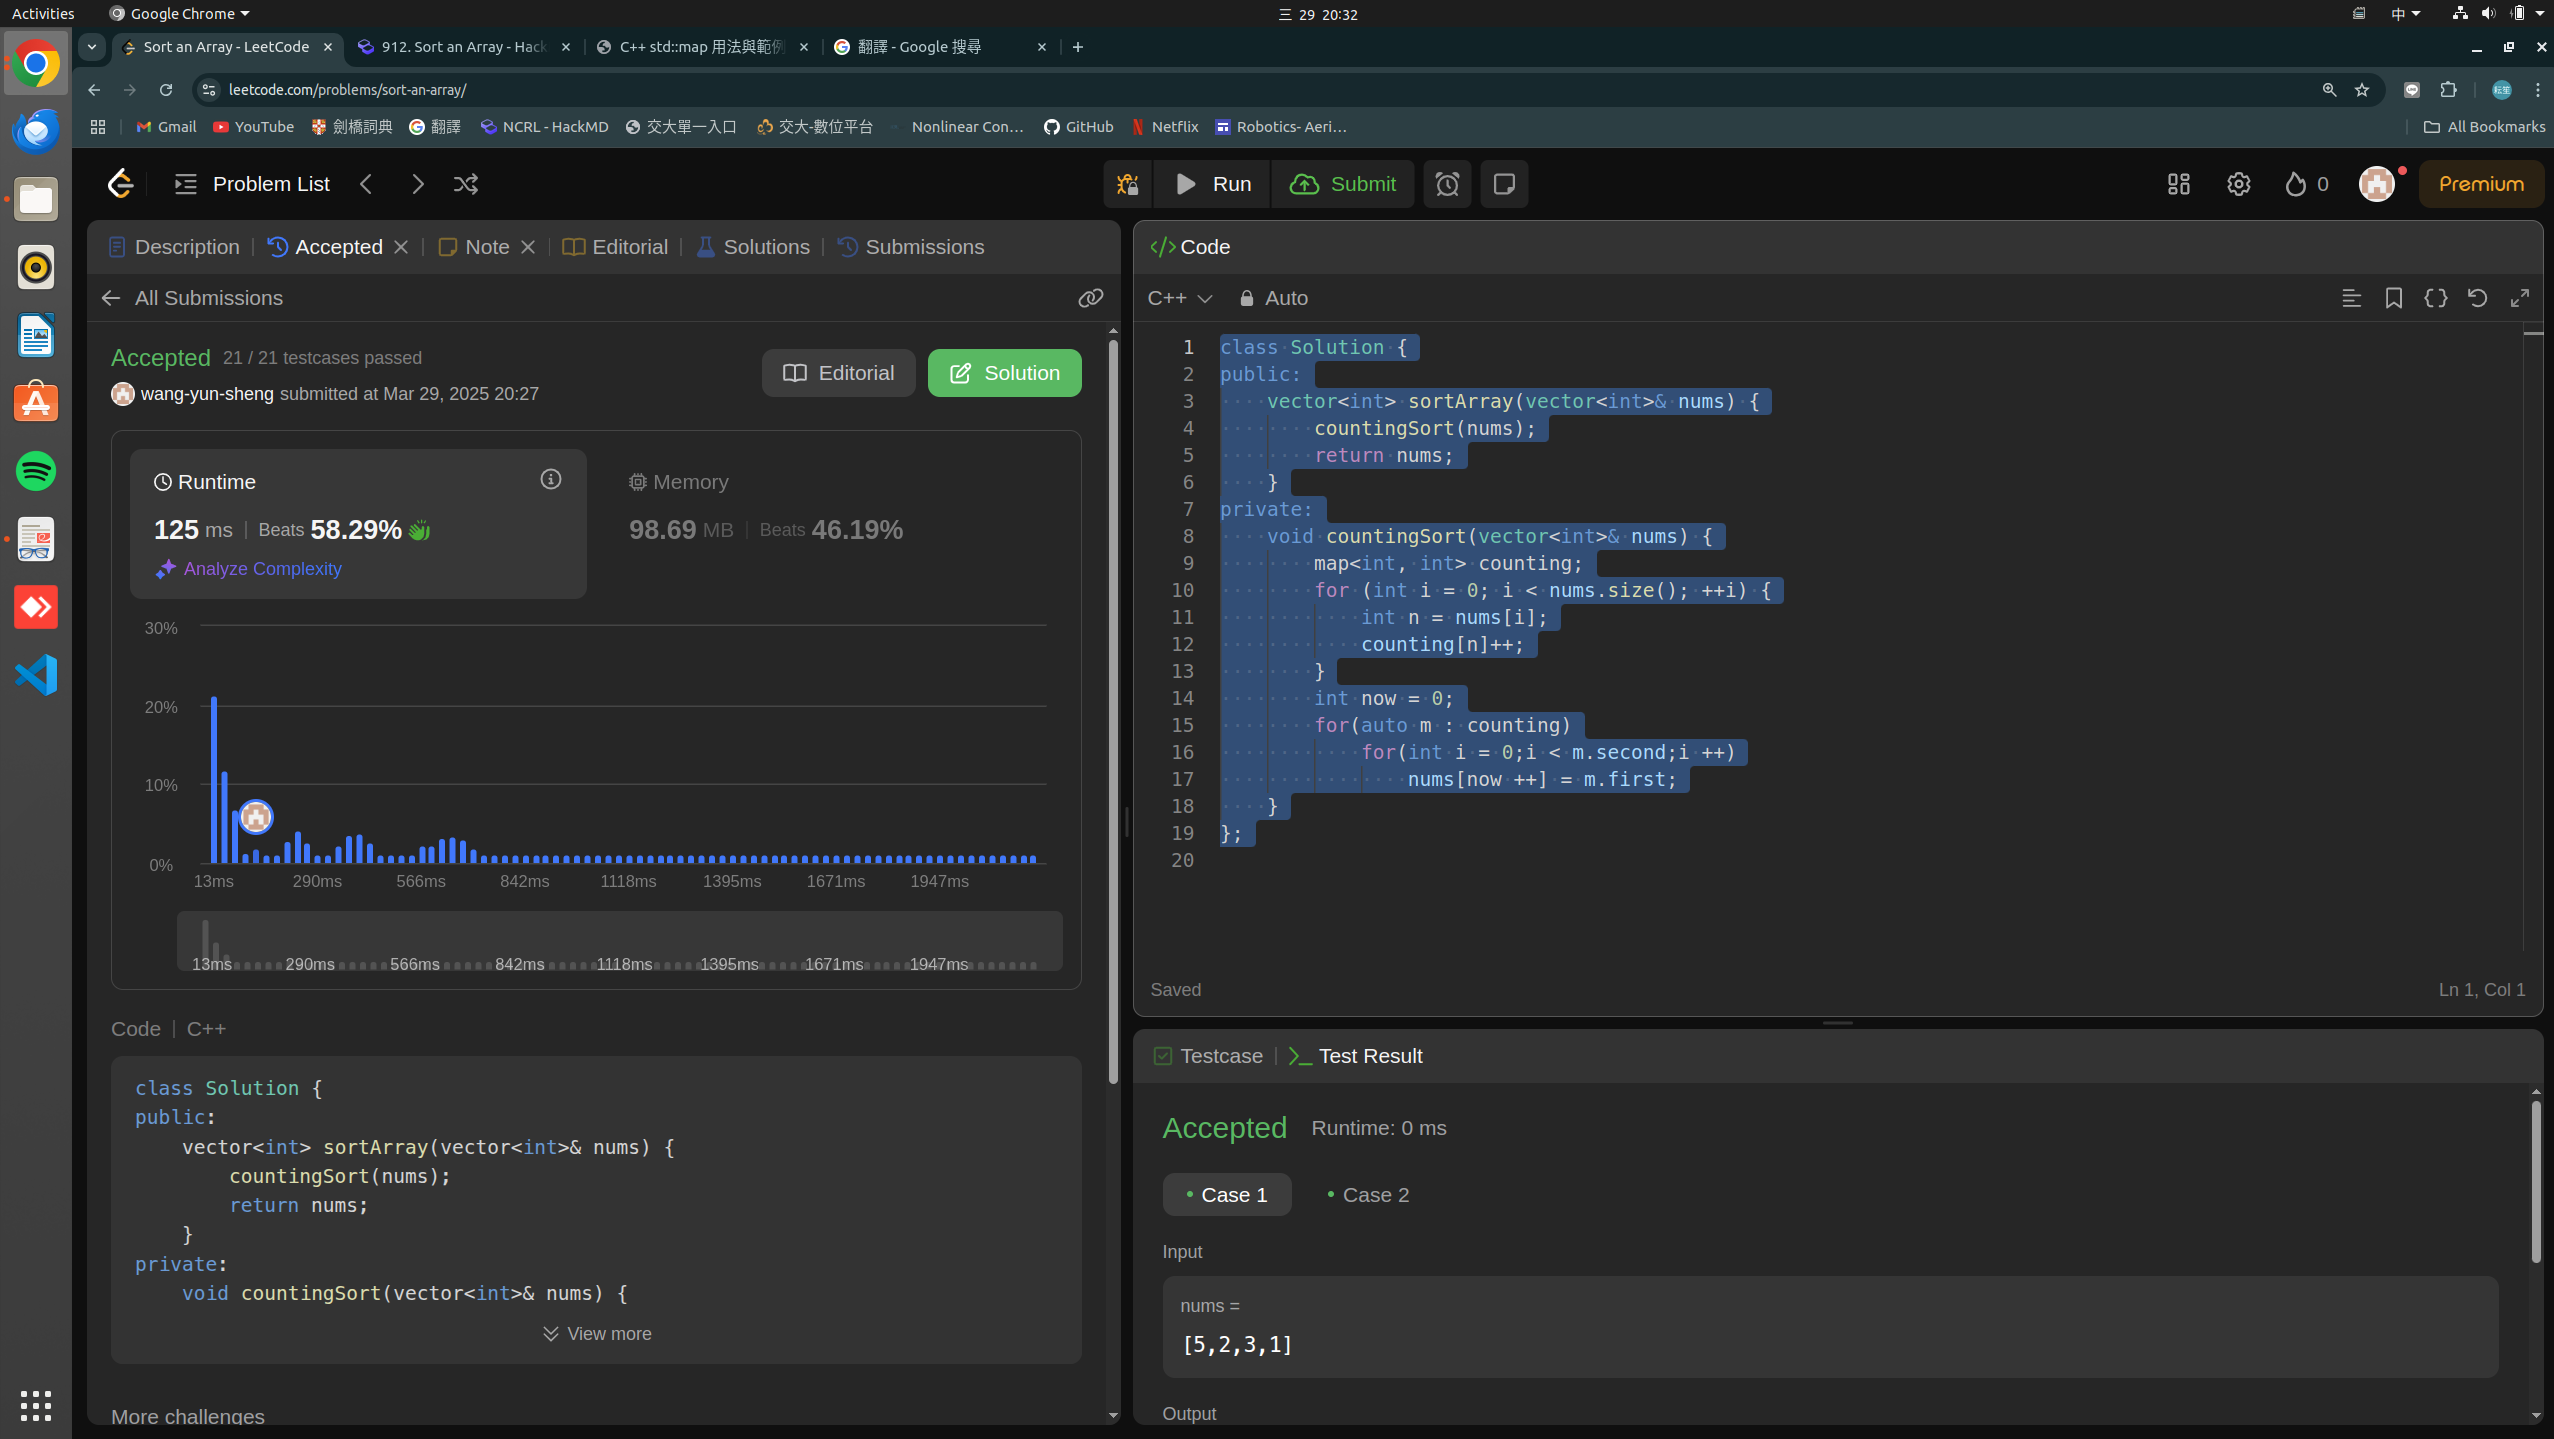 Activities Google Chrome 三 29 20:32 中
Sort an Array - LeetCode 912. Sort an Array - Hack C++ std::map 用法與範例 翻譯 - Google 搜尋
leetcode.com/problems/sort-an-array/
Gmail YouTube 劍橋詞典 翻譯 NCRL - HackMD 交大單一入口 交大-數位平台 Nonlinear Con... GitHub Netflix Robotics- Aeri... All Bookmarks
Problem List Run Submit 0 Premium
Description Accepted Note Editorial Solutions Submissions
All Submissions
Accepted 21 / 21 testcases passed
wang-yun-sheng submitted at Mar 29, 2025 20:27
Editorial Solution
Runtime
125 ms Beats 58.29%
Analyze Complexity
Memory
98.69 MB Beats 46.19%
30%
20%
10%
0%
13ms 290ms 566ms 842ms 1118ms 1395ms 1671ms 1947ms
13ms 290ms 566ms 842ms 1118ms 1395ms 1671ms 1947ms
Code C++
class Solution {
public:
    vector<int> sortArray(vector<int>& nums) {
        countingSort(nums);
        return nums;
    }
private:
    void countingSort(vector<int>& nums) {
View more
More challenges
</> Code
C++ Auto
1 class Solution {
2 public:
3     vector<int> sortArray(vector<int>& nums) {
4         countingSort(nums);
5         return nums;
6     }
7 private:
8     void countingSort(vector<int>& nums) {
9         map<int, int> counting;
10         for (int i = 0; i < nums.size(); ++i) {
11             int n = nums[i];
12             counting[n]++;
13         }
14         int now = 0;
15         for(auto m : counting)
16             for(int i = 0;i < m.second;i ++)
17                 nums[now ++] = m.first;
18     }
19 };
20
Saved Ln 1, Col 1
Testcase Test Result
Accepted Runtime: 0 ms
Case 1 Case 2
Input
nums =
[5,2,3,1]
Output